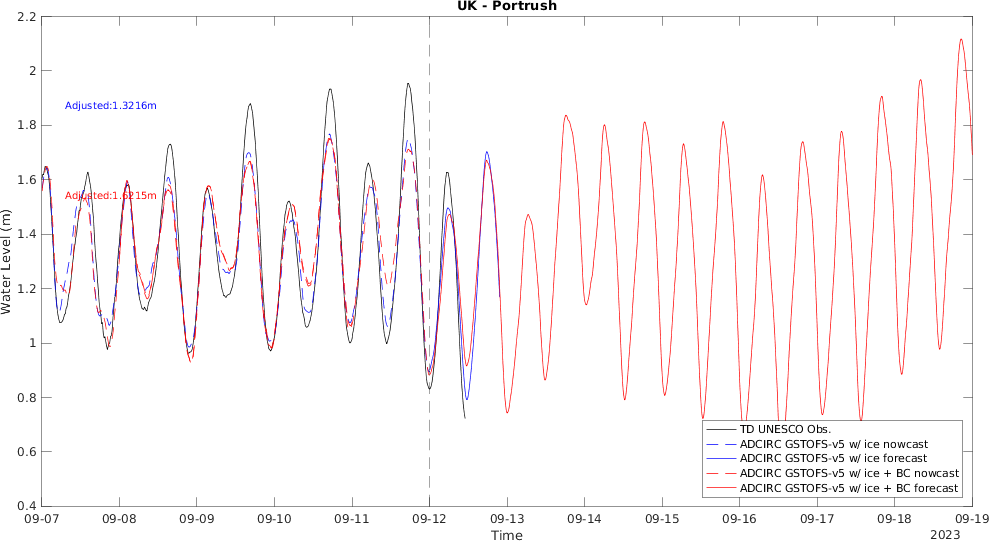 UK - Portrush
2.2
2
1.8
1.6
1.4
1.2
1
0.8
0.6
0.4
Water Level (m)
Adjusted:1.3216m
Adjusted:1.6215m
TD UNESCO Obs.
ADCIRC GSTOFS-v5 w/ ice nowcast
ADCIRC GSTOFS-v5 w/ ice forecast
ADCIRC GSTOFS-v5 w/ ice + BC nowcast
ADCIRC GSTOFS-v5 w/ ice + BC forecast
09-07 09-08 09-09 09-10 09-11 09-12 09-13 09-14 09-15 09-16 09-17 09-18 09-19
Time
2023